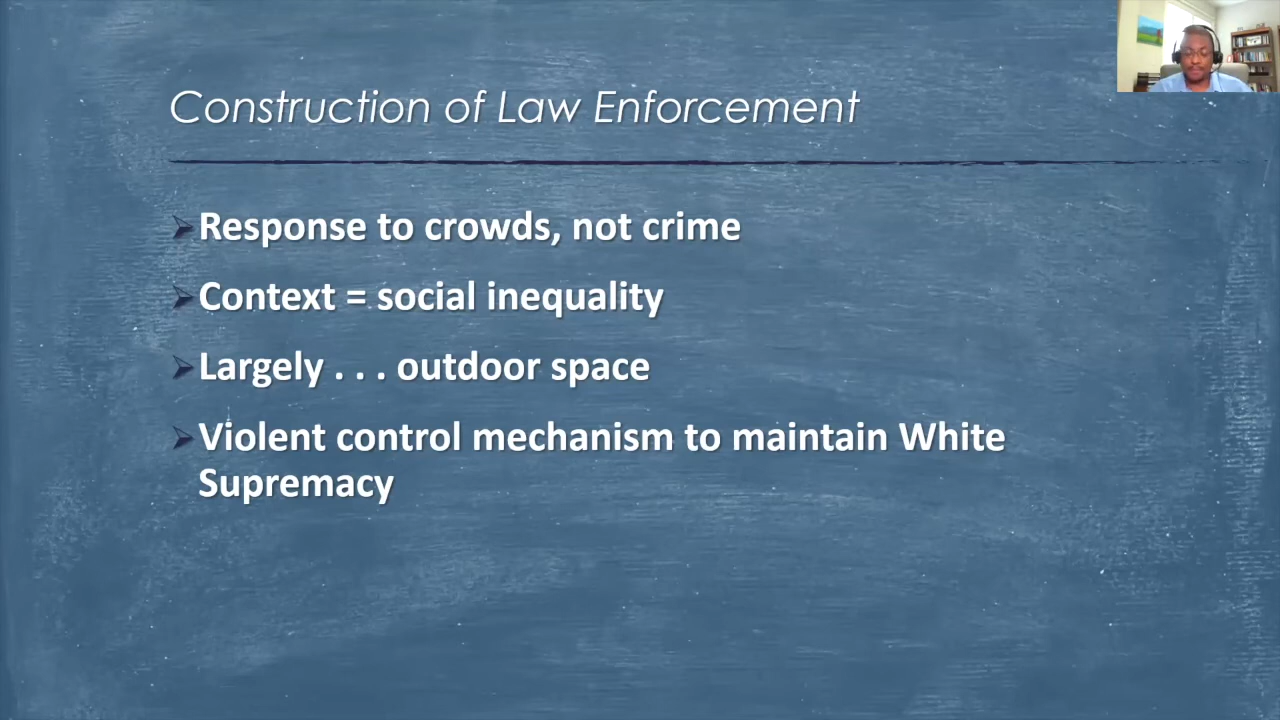 Construction of Law Enforcement
Response to crowds, not crime
Context = social inequality
Largely . . . outdoor space
Violent control mechanism to maintain White
Supremacy